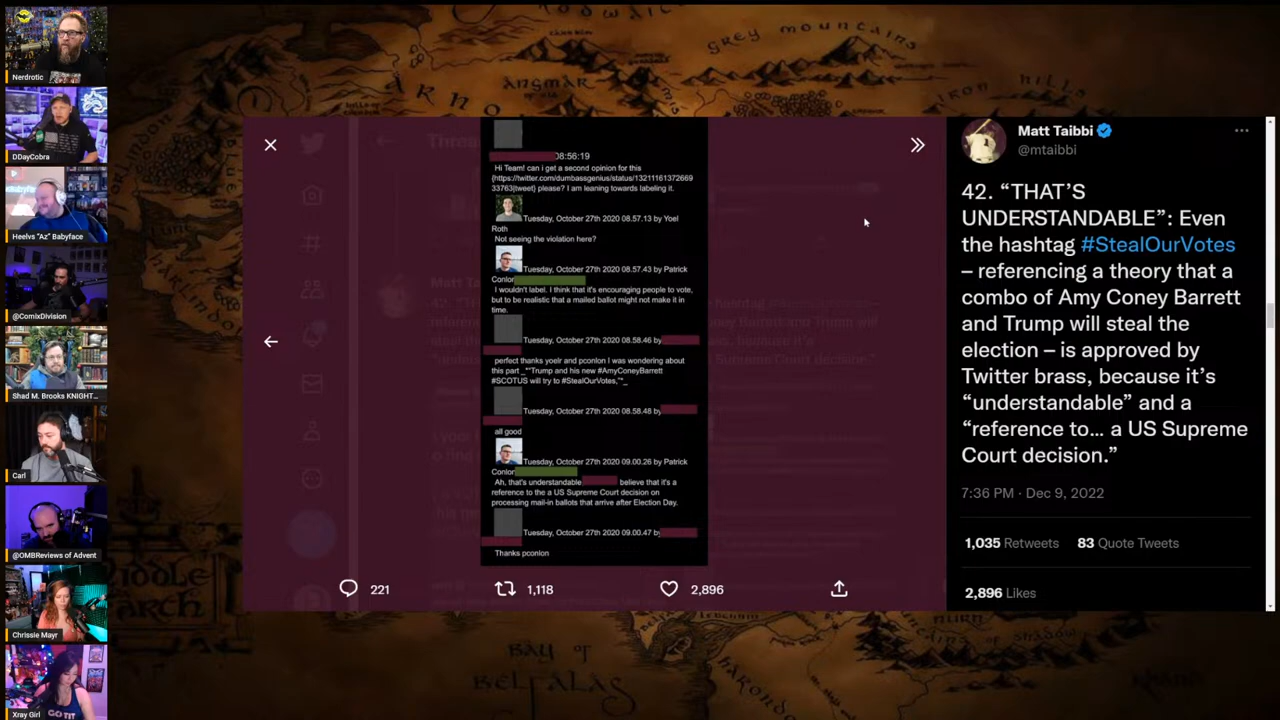 Nerdrotic
DDayCobra
Heelvs "Az" Babyface
@ComixDivision
Shad M. Brooks KNIGHT...
Carl
@OMBReviews of Advent
Chrissie Mayr
Xray Girl
GREY MOUNTAINS
ANGMAR
ARNO
MIDDLE
BAY OF
BELFALAS
08:56:19
Hi Team! can i get a second opinion for this
{https://twitter.com/dumbassgenius/status/13211161372669
33763|tweet} please? I am leaning towards labeling it.
Tuesday, October 27th 2020 08.57.13 by Yoel
Roth
Not seeing the violation here?
Tuesday, October 27th 2020 08.57.43 by Patrick
Conlon
I wouldn't label. I think that it's encouraging people to vote,
but to be realistic that a mailed ballot might not make it in
time.
Tuesday, October 27th 2020 08.58.46 by
perfect thanks yoelr and pconlon I was wondering about
this part _*"Trump and his new #AmyConeyBarrett
#SCOTUS will try to #StealOurVotes,"*_
Tuesday, October 27th 2020 08.58.48 by
all good
Tuesday, October 27th 2020 09.00.26 by Patrick
Conlon
Ah, that's understandable believe that it's a
reference to the a US Supreme Court decision on
processing mail-in ballots that arrive after Election Day.
Tuesday, October 27th 2020 09.00.47 by
Thanks pconlon
221
1,118
2,896
Matt Taibbi
@mtaibbi
42. “THAT’S
UNDERSTANDABLE”: Even
the hashtag #StealOurVotes
– referencing a theory that a
combo of Amy Coney Barrett
and Trump will steal the
election – is approved by
Twitter brass, because it’s
“understandable” and a
“reference to... a US Supreme
Court decision.”
7:36 PM · Dec 9, 2022
1,035 Retweets 83 Quote Tweets
2,896 Likes